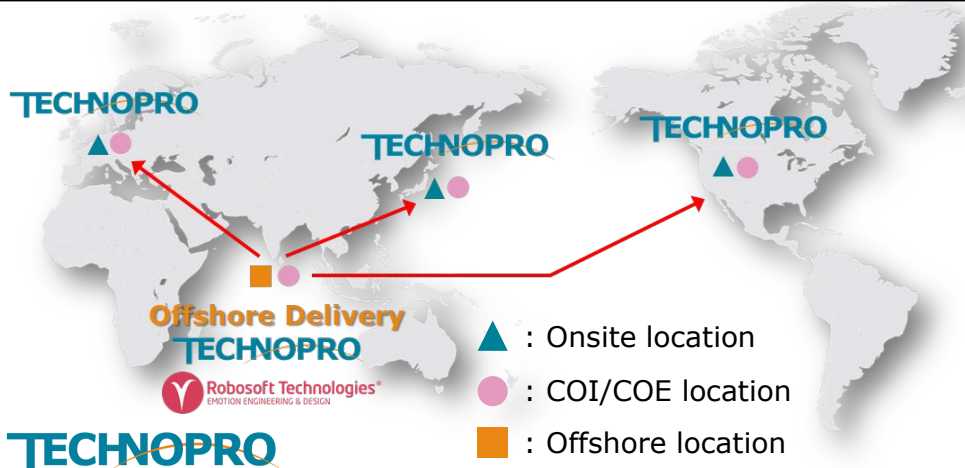 TECHNOPRO
TECHNOPRO
TECHNOPRO
Offshore Delivery
TECHNOPRO
Robosoft Technologies®
EMOTION ENGINEERING & DESIGN
: Onsite location
: COI/COE location
: Offshore location
TECHNOPRO